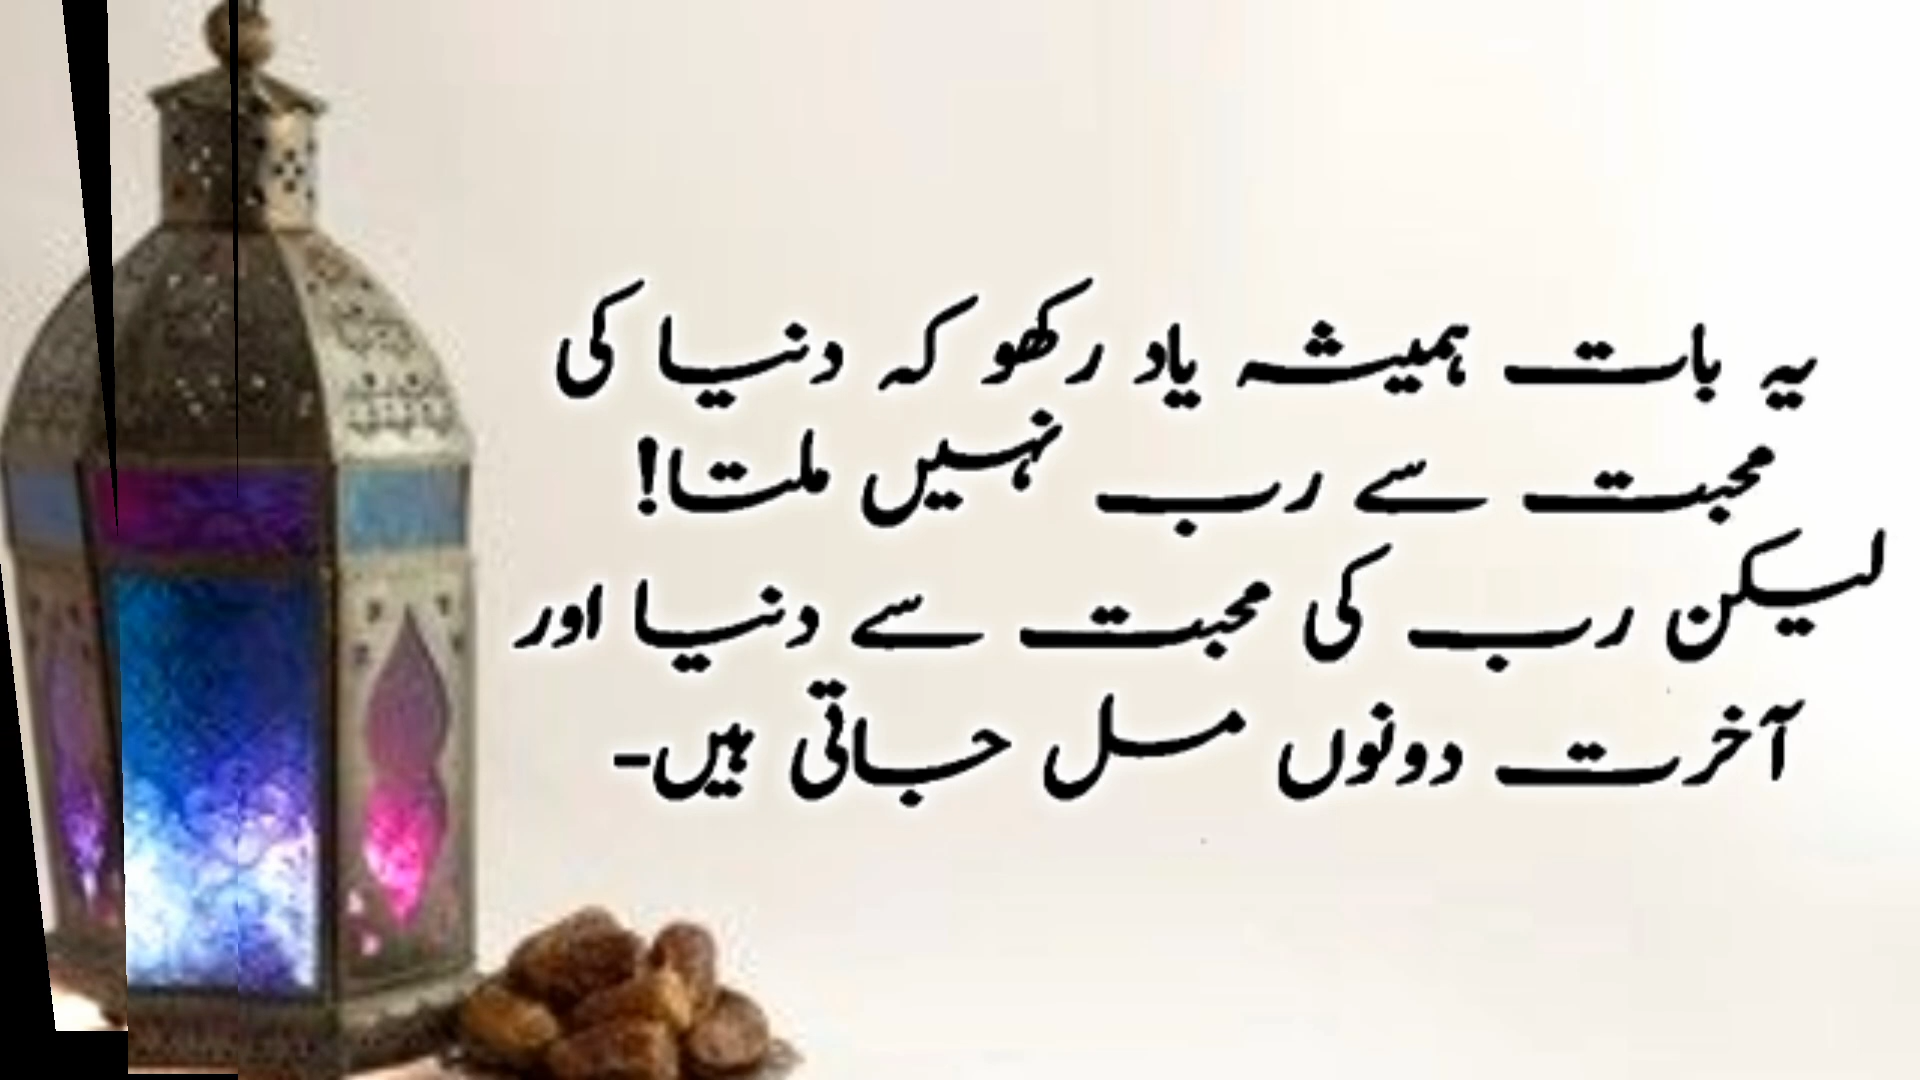 یہ بات ہمیشہ یاد رکھو کہ دنیا کی
محبت سے رب نہیں ملتا!
لیکن رب کی محبت سے دنیا اور
آخرت دونوں مل جاتی ہیں-